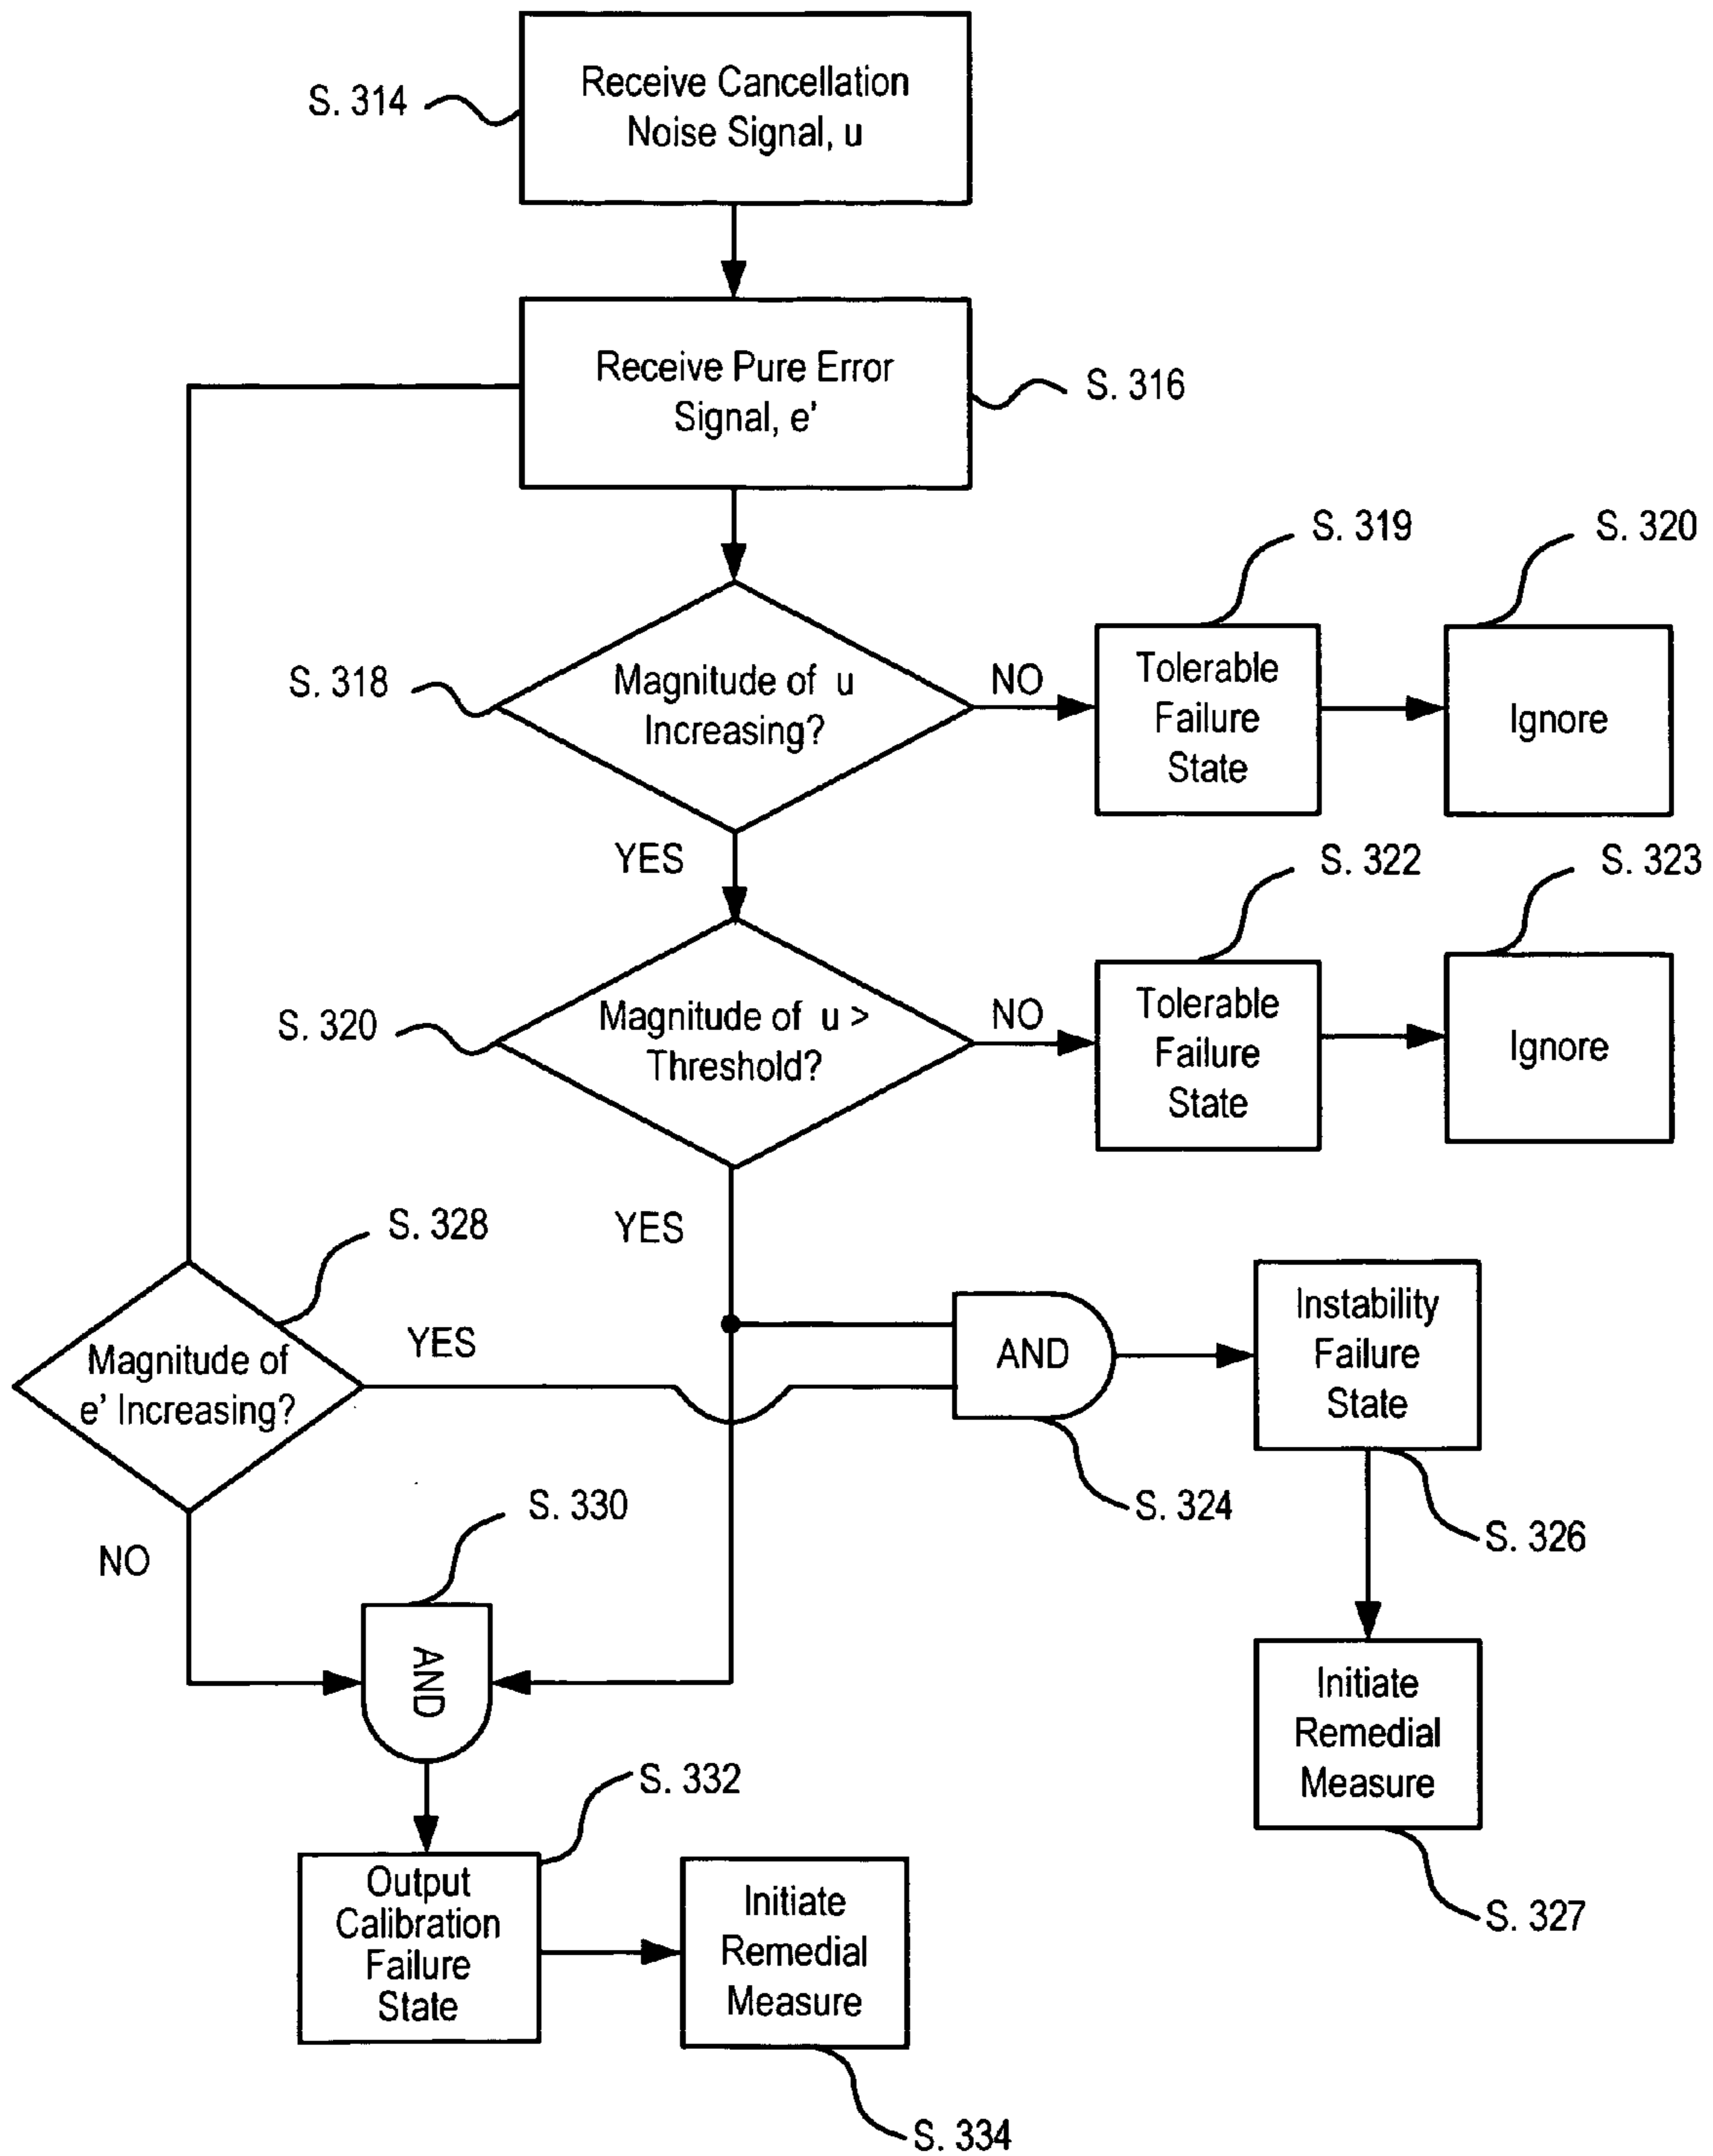 Receive Cancellation
Noise Signal, u
S. 314
Receive Pure Error
Signal, e'
S. 316
S. 319
S. 320
S. 318
Magnitude of u
Increasing?
NO
Tolerable
Failure
State
Ignore
YES
S. 322
S. 323
S. 320
Magnitude of u >
Threshold?
NO
Tolerable
Failure
State
Ignore
YES
S. 328
Magnitude of
e' Increasing?
YES
AND
Instability
Failure
State
S. 324
S. 326
NO
S. 330
AND
Initiate
Remedial
Measure
S. 327
S. 332
Output
Calibration
Failure
State
Initiate
Remedial
Measure
S. 334